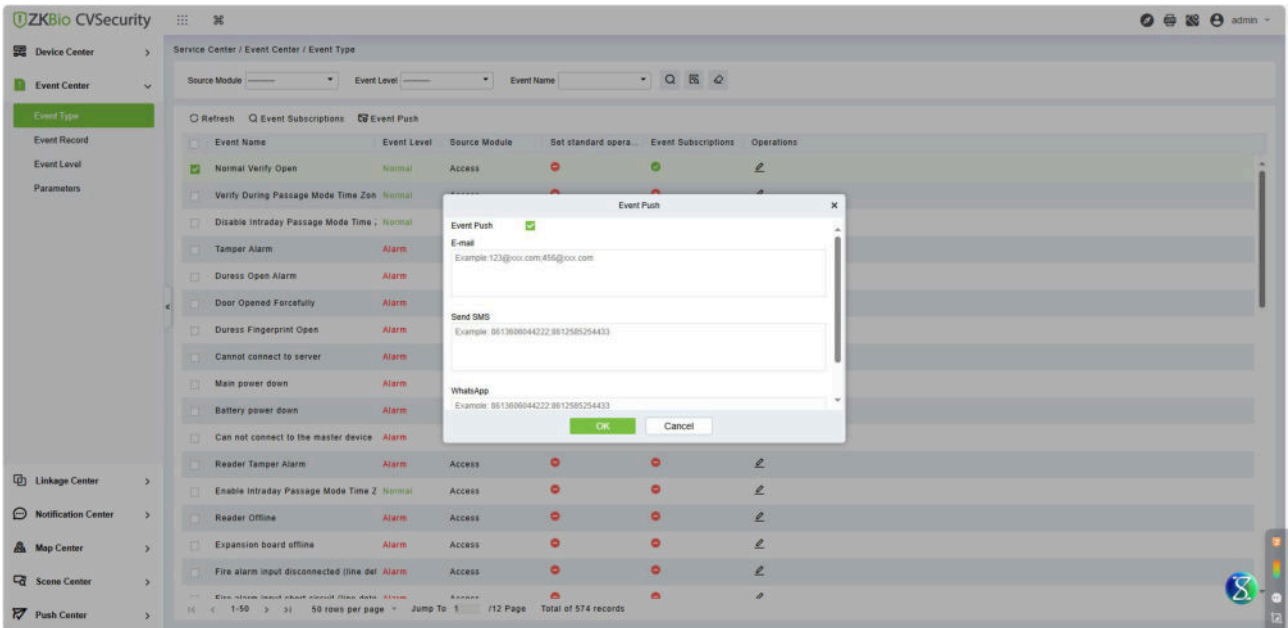 ZKBio CVSecurity
admin
Device Center
Event Center
Event Type
Event Record
Event Level
Parameters
Linkage Center
Notification Center
Map Center
Scene Center
Push Center
Service Center / Event Center / Event Type
Source Module ---------- Event Level ---------- Event Name
Refresh Event Subscriptions Event Push
Event Name Event Level Source Module Set standard opera... Event Subscriptions Operations
Normal Verify Open Normal Access
Verify During Passage Mode Time Zon Normal
Disable Intraday Passage Mode Time Normal
Tamper Alarm Alarm
Duress Open Alarm Alarm
Door Opened Forcefully Alarm
Duress Fingerprint Open Alarm
Cannot connect to server Alarm
Main power down Alarm
Battery power down Alarm
Can not connect to the master device Alarm
Reader Tamper Alarm Alarm Access
Enable Intraday Passage Mode Time Z Normal Access
Reader Offline Alarm Access
Expansion board offline Alarm Access
Fire alarm input disconnected (line det Alarm Access
Fire alarm input short circuit (line dete Alarm Access
1-50 50 rows per page Jump To 1 /12 Page Total of 574 records
Event Push
Event Push
E-mail
Example:123@xxx.com;456@xxx.com
Send SMS
Example: 8613606044222;8612585254433
WhatsApp
Example: 8613606044222;8612585254433
OK Cancel